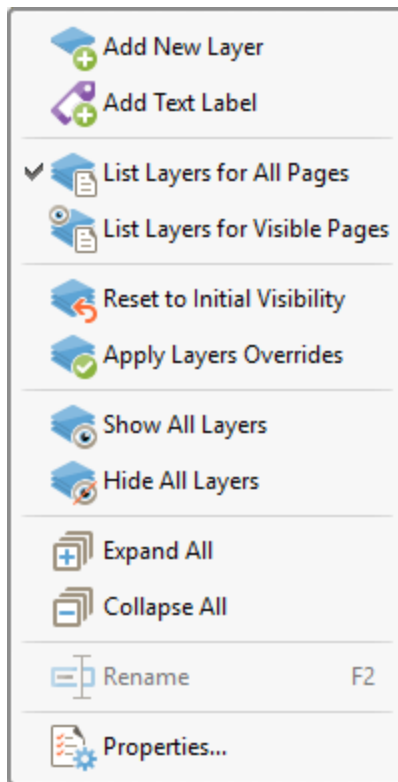 Add New Layer
Add Text Label
List Layers for All Pages
List Layers for Visible Pages
Reset to Initial Visibility
Apply Layers Overrides
Show All Layers
Hide All Layers
Expand All
Collapse All
Rename F2
Properties...